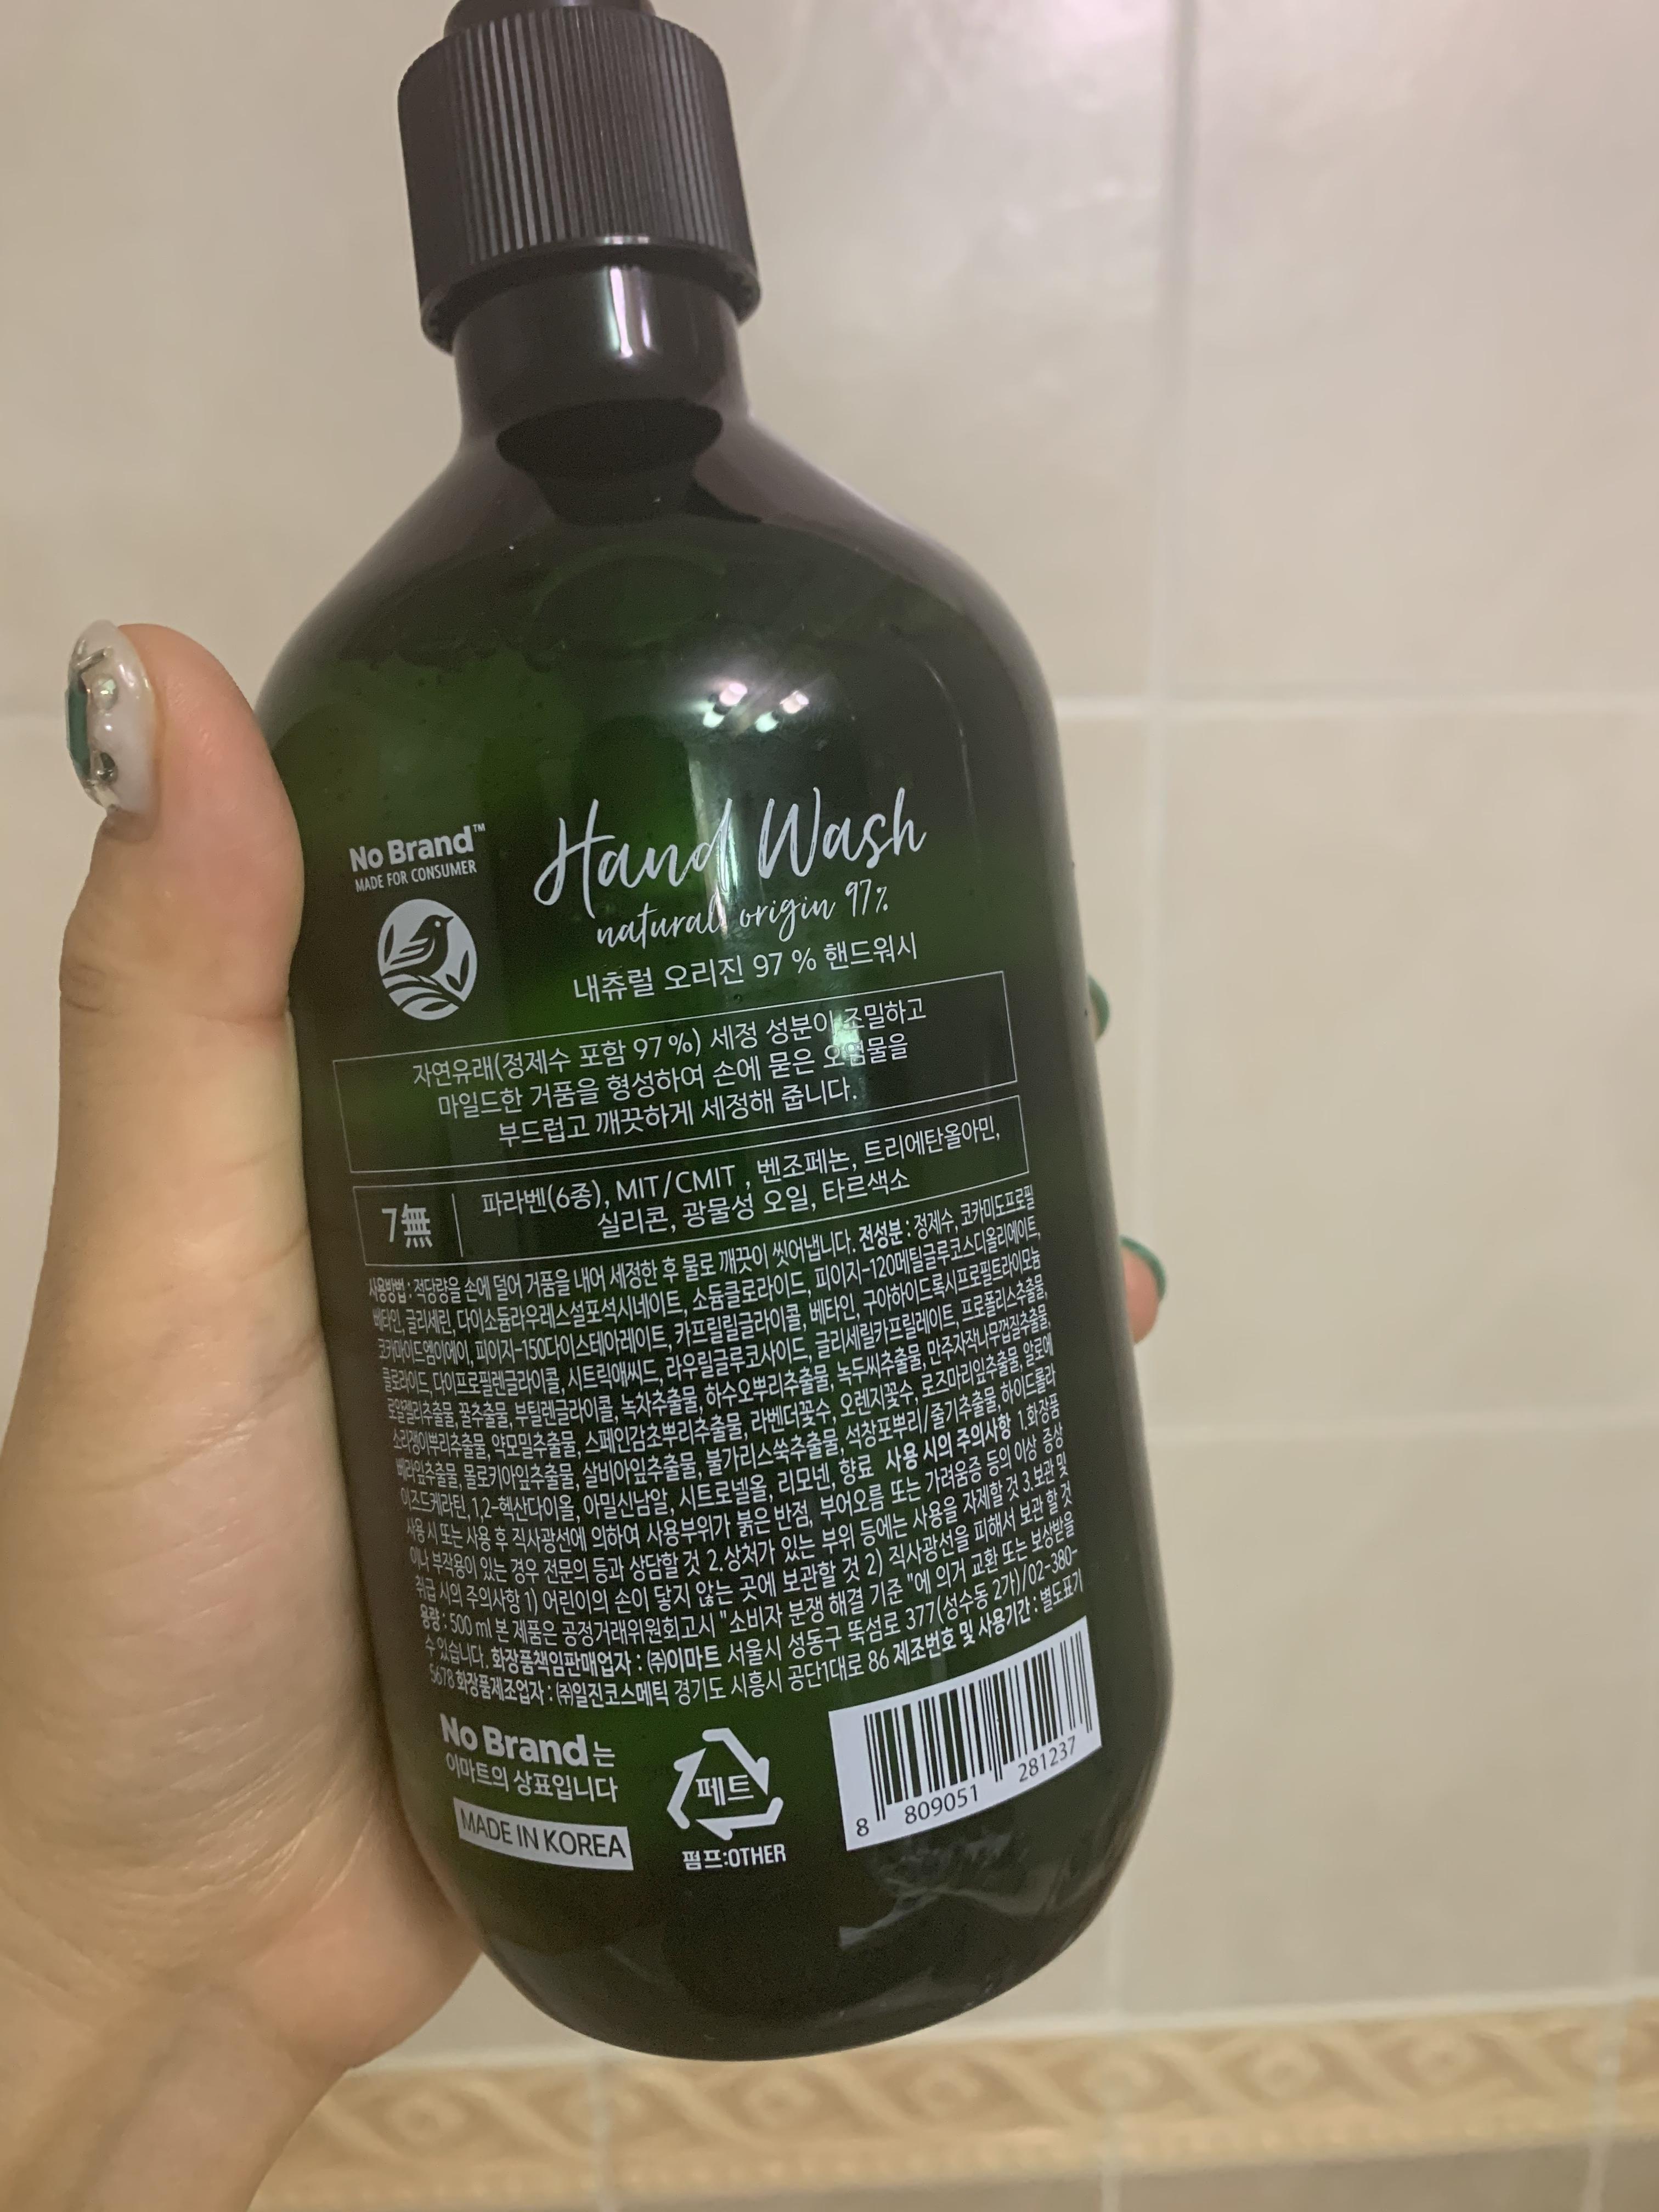 No Brand™
MADE FOR CONSUMER
Hand Wash
natural origin 97%
내츄럴 오리진 97 % 핸드워시
자연유래(정제수 포함 97 %) 세정 성분이 조밀하고
마일드한 거품을 형성하여 손에 묻은 오염물을
부드럽고 깨끗하게 세정해 줍니다.
7無
파라벤(6종), MIT/CMIT , 벤조페논, 트리에탄올아민,
실리콘, 광물성 오일, 타르색소
사용방법 : 적당량을 손에 덜어 거품을 내어 세정한 후 물로 깨끗이 씻어냅니다. 전성분 : 정제수, 코카미도프로필
베타인, 글리세린, 다이소듐라우레스설포석시네이트, 소듐클로라이드, 피이지-120메틸글루코스디올리에이트,
코카마이드엠이에이, 피이지-150다이스테아레이트, 카프릴릴글라이콜, 베타인, 구아하이드록시프로필트라이모늄
클로라이드, 다이프로필렌글라이콜, 시트릭애씨드, 라우릴글루코사이드, 글리세릴카프릴레이트, 프로폴리스추출물,
로얄젤리추출물, 꿀추출물, 부틸렌글라이콜, 녹차추출물, 하수오뿌리추출물, 녹두씨추출물, 만주자작나무껍질추출물,
소리쟁이뿌리추출물, 약모밀추출물, 스페인감초뿌리추출물, 라벤더꽃수, 오렌지꽃수, 로즈마리잎추출물, 알로에
베라잎추출물, 몰로키아잎추출물, 살비아잎추출물, 불가리스쑥추출물, 석창포뿌리/줄기추출물, 하이드롤라
이즈드케라틴, 1,2-헥산다이올, 아밀신남알, 시트로넬올, 리모넨, 향료 사용 시의 주의사항 1.화장품
사용 시 또는 사용 후 직사광선에 의하여 사용부위가 붉은 반점, 부어오름 또는 가려움증 등의 이상 증상
이나 부작용이 있는 경우 전문의 등과 상담할 것 2.상처가 있는 부위 등에는 사용을 자제할 것 3.보관 및
취급 시의 주의사항 1) 어린이의 손이 닿지 않는 곳에 보관할 것 2) 직사광선을 피해서 보관 할 것
용량 : 500 ml 본 제품은 공정거래위원회고시 "소비자 분쟁 해결 기준 "에 의거 교환 또는 보상받을
수 있습니다. 화장품책임판매업자 : ㈜이마트 서울시 성동구 뚝섬로 377(성수동 2가)/02-380-
5678 화장품제조업자 : ㈜일진코스메틱 경기도 시흥시 공단1대로 86 제조번호 및 사용기간 : 별도표기
No Brand는
이마트의 상표입니다
MADE IN KOREA
페트
펌프:OTHER
8 809051 281237